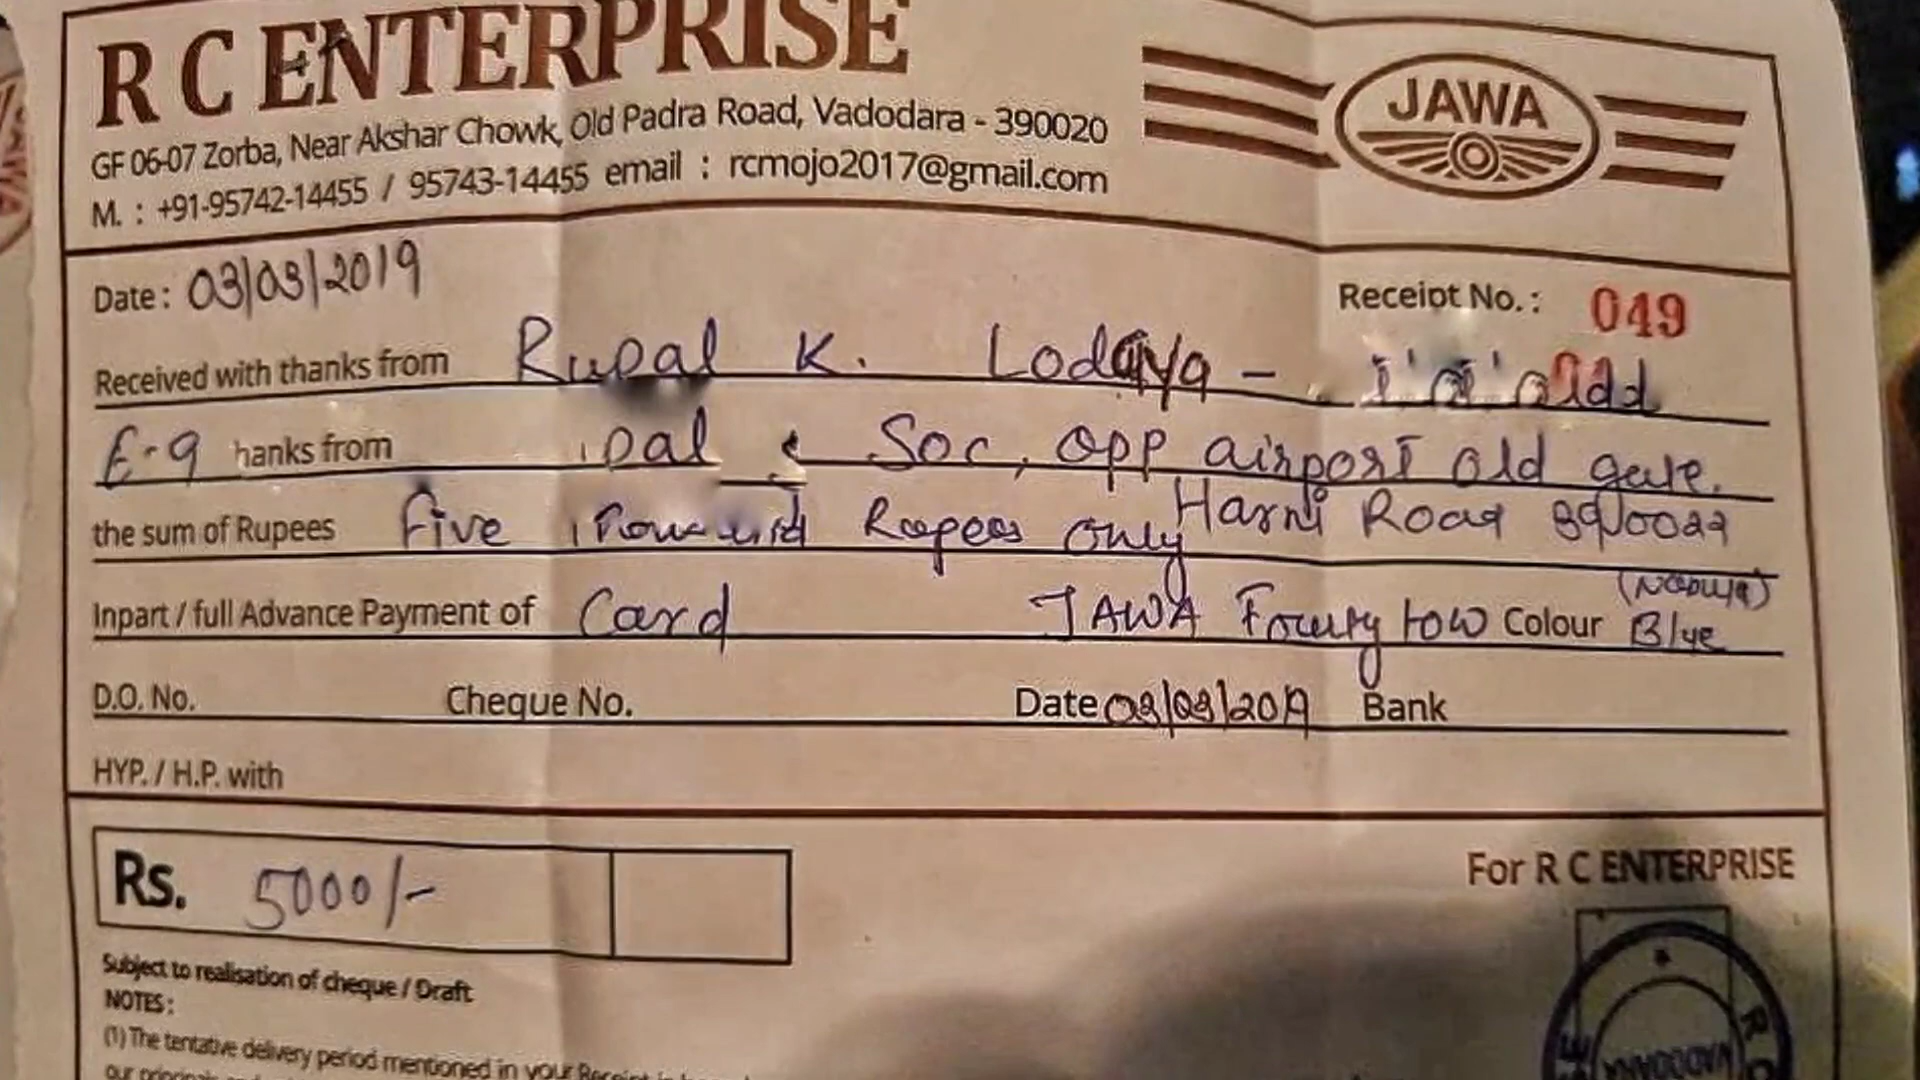 R C ENTERPRISE
JAWA
GF 06-07 Zorba, Near Akshar Chowk, Old Padra Road, Vadodara - 390020
M. : +91-95742-14455 / 95743-14455 email : rcmojo2017@gmail.com
Date : 03/03/2019
Receipt No. : 049
Received with thanks from Rupal K. Lodaya -
E-9 hanks from Soc, opp airport old gate.
Harni Road 390022
the sum of Rupees Five Rupees only
Inpart / full Advance Payment of Card JAWA Colour Blue
D.O. No. Cheque No. Date 03/03/2019 Bank
HYP. / H.P. with
Rs. 5000/-
For R C ENTERPRISE
Subject to realisation of cheque / Draft
NOTES :
(1) The tentative delivery period mentioned in your Receipt
our
VADODARA